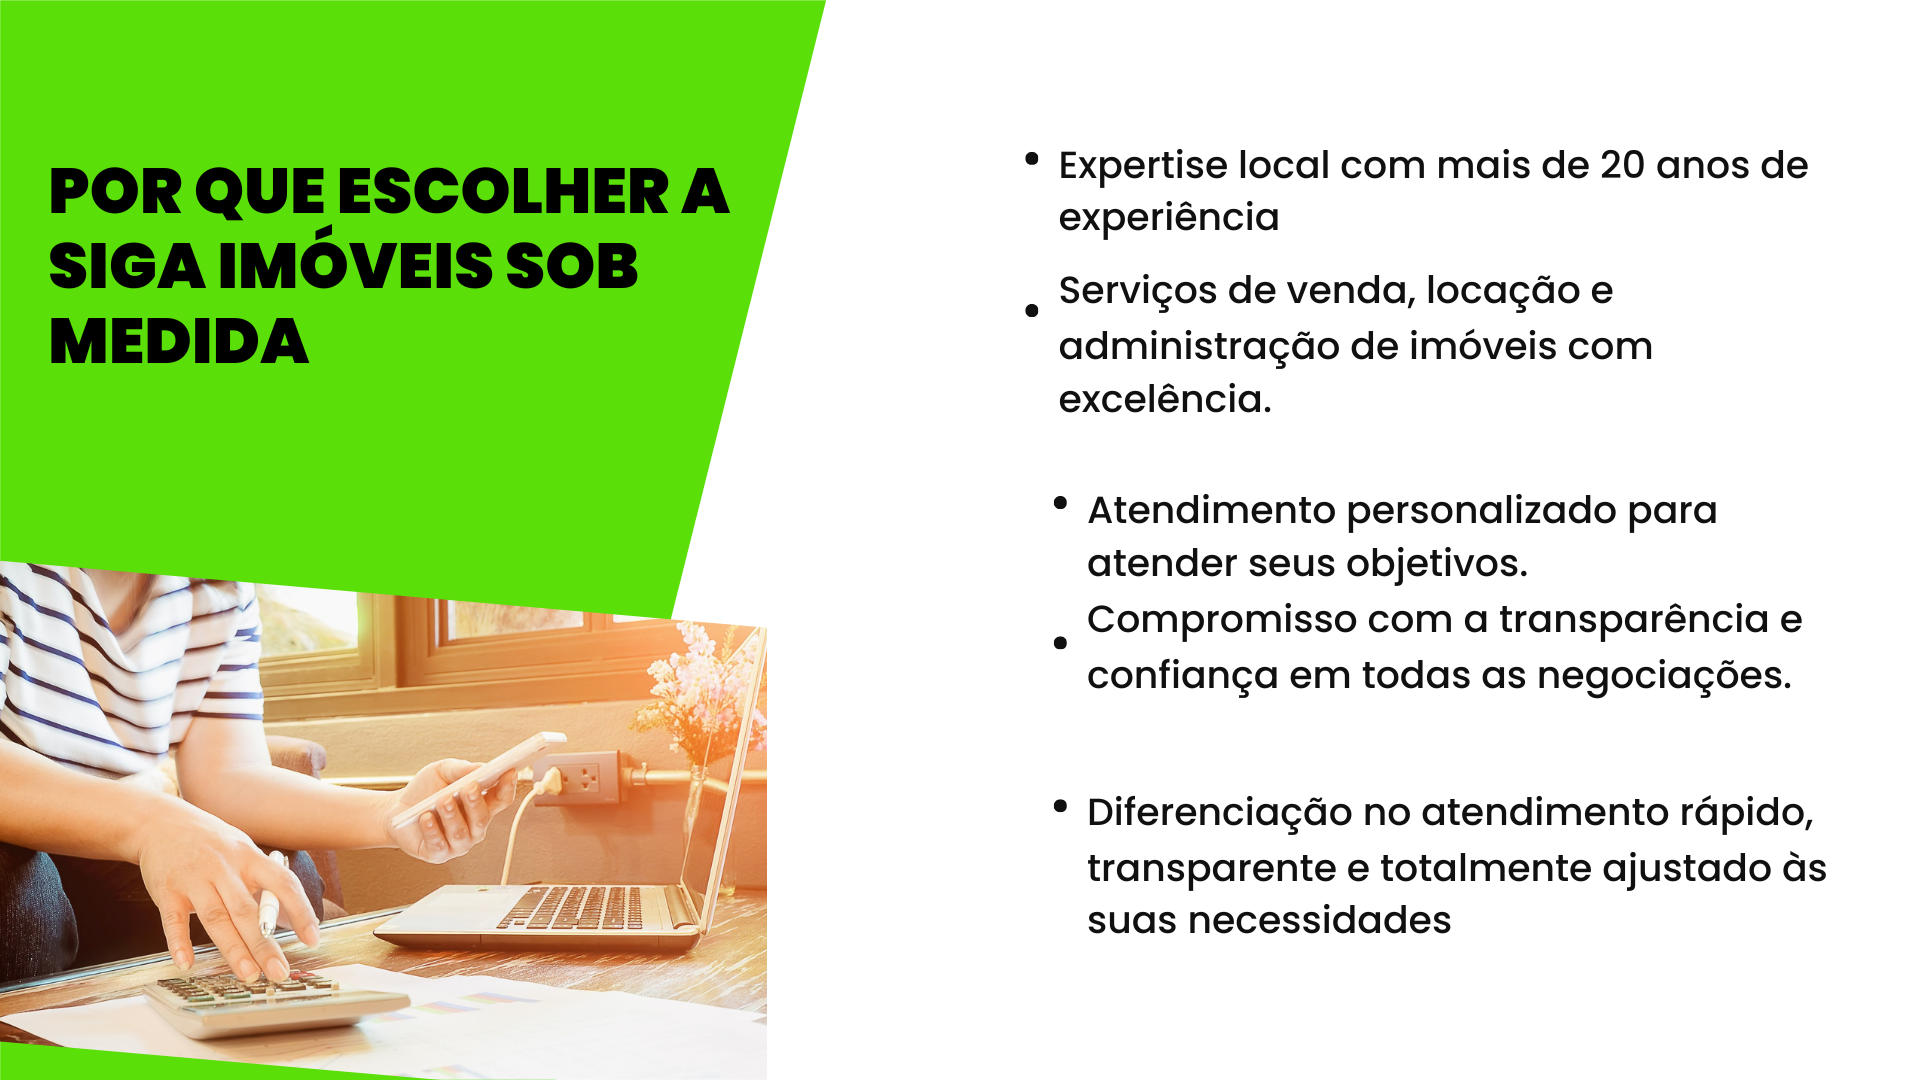 POR QUE ESCOLHER A
SIGA IMÓVEIS SOB
MEDIDA
• Expertise local com mais de 20 anos de
experiência
• Serviços de venda, locação e
administração de imóveis com
excelência.
• Atendimento personalizado para
atender seus objetivos.
• Compromisso com a transparência e
confiança em todas as negociações.
• Diferenciação no atendimento rápido,
transparente e totalmente ajustado às
suas necessidades